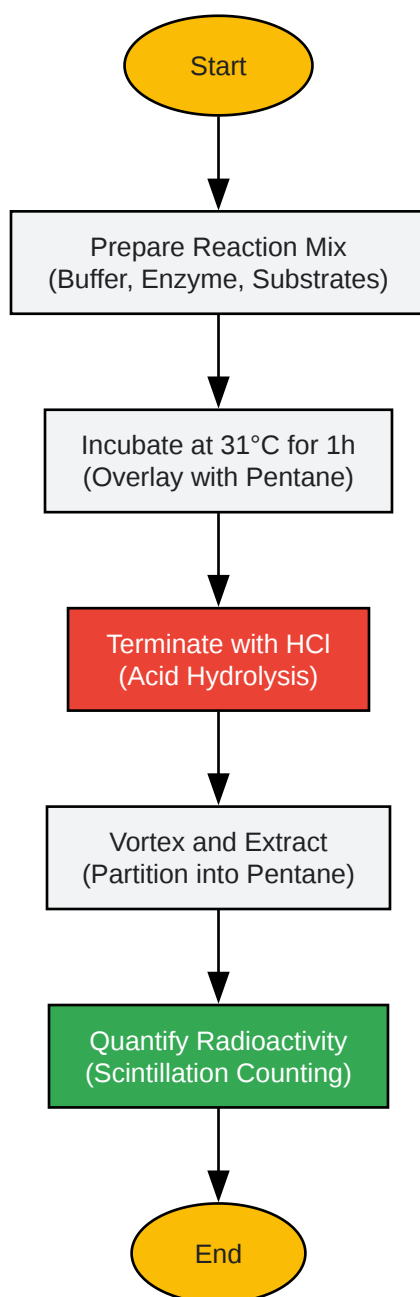 Start
Prepare Reaction Mix
(Buffer, Enzyme, Substrates)
Incubate at 31°C for 1h
(Overlay with Pentane)
Terminate with HCl
(Acid Hydrolysis)
Vortex and Extract
(Partition into Pentane)
Quantify Radioactivity
(Scintillation Counting)
End